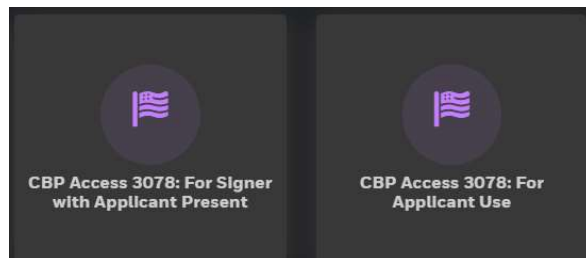 CBP Access 3078: For Signer
with Applicant Present
CBP Access 3078: For
Applicant Use